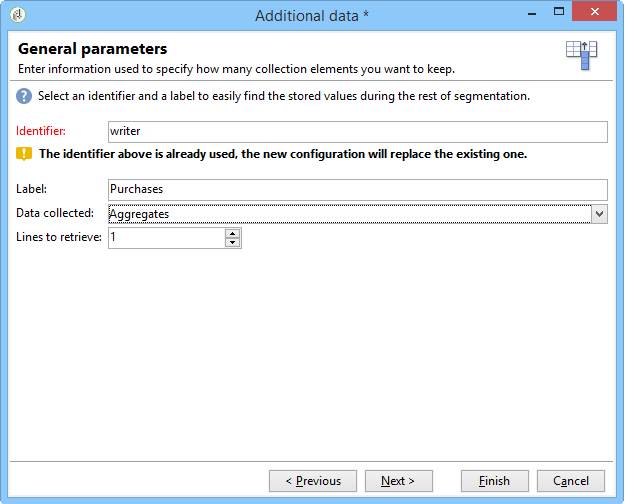 Additional data *
General parameters
Enter information used to specify how many collection elements you want to keep.
Select an identifier and a label to easily find the stored values during the rest of segmentation.
Identifier: writer
The identifier above is already used, the new configuration will replace the existing one.
Label: Purchases
Data collected: Aggregates
Lines to retrieve: 1
< Previous Next > Finish Cancel